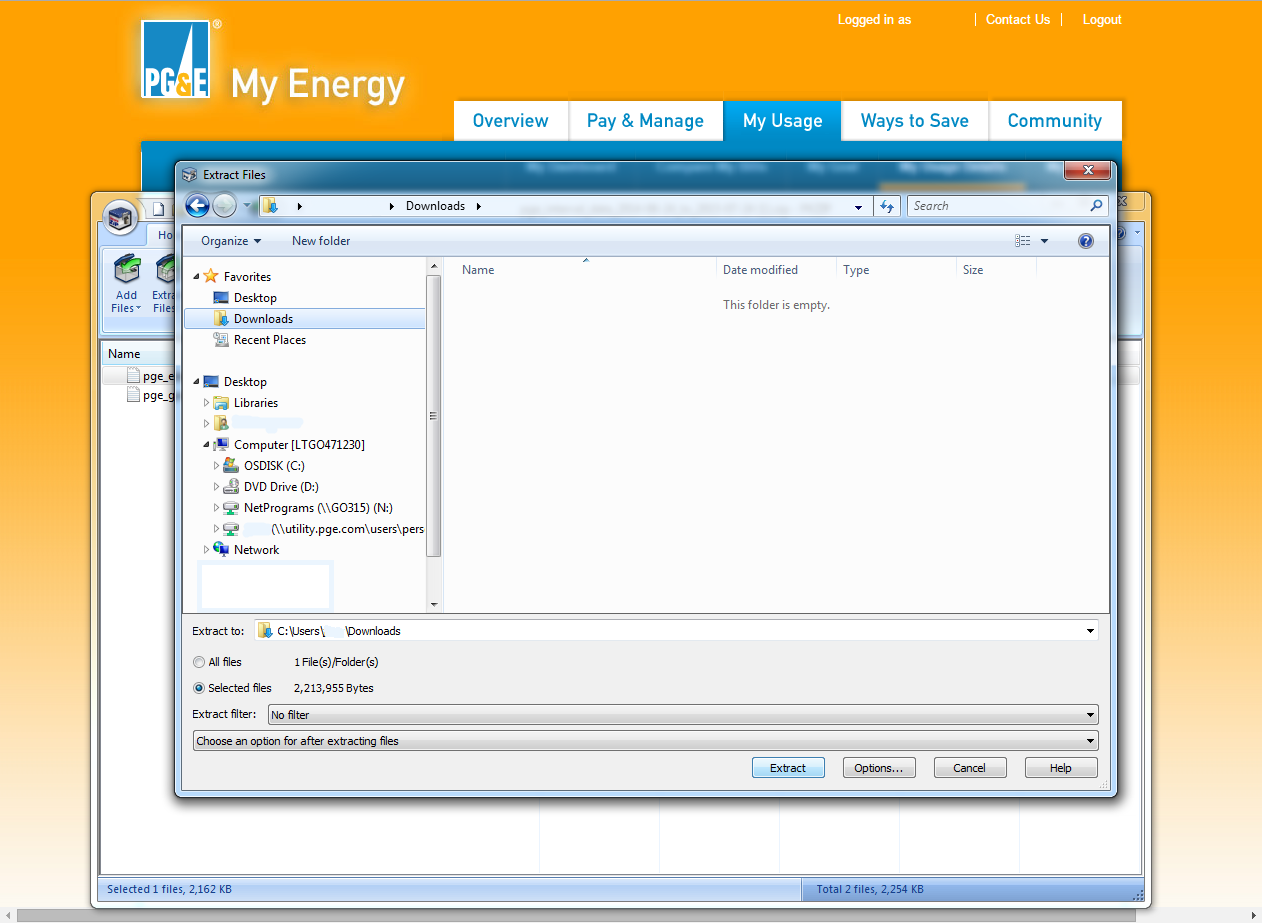 Logged in as | Contact Us | Logout
PG&E ® My Energy
Overview Pay & Manage My Usage Ways to Save Community
Extract Files
Downloads Search
Organize New folder
Name Date modified Type Size
This folder is empty.
Favorites
Desktop
Downloads
Recent Places
Desktop
Libraries
Computer [LTGO471230]
OSDISK (C:)
DVD Drive (D:)
NetPrograms (\\GO315) (N:)
(\\utility.pge.com\users\pers
Network
Add
Files
Extra
Files
Ho
Name
pge_e
pge_g
Extract to: C:\Users\ \Downloads
All files 1 File(s)/Folder(s)
Selected files 2,213,955 Bytes
Extract filter: No filter
Choose an option for after extracting files
Extract Options... Cancel Help
Selected 1 files, 2,162 KB Total 2 files, 2,254 KB